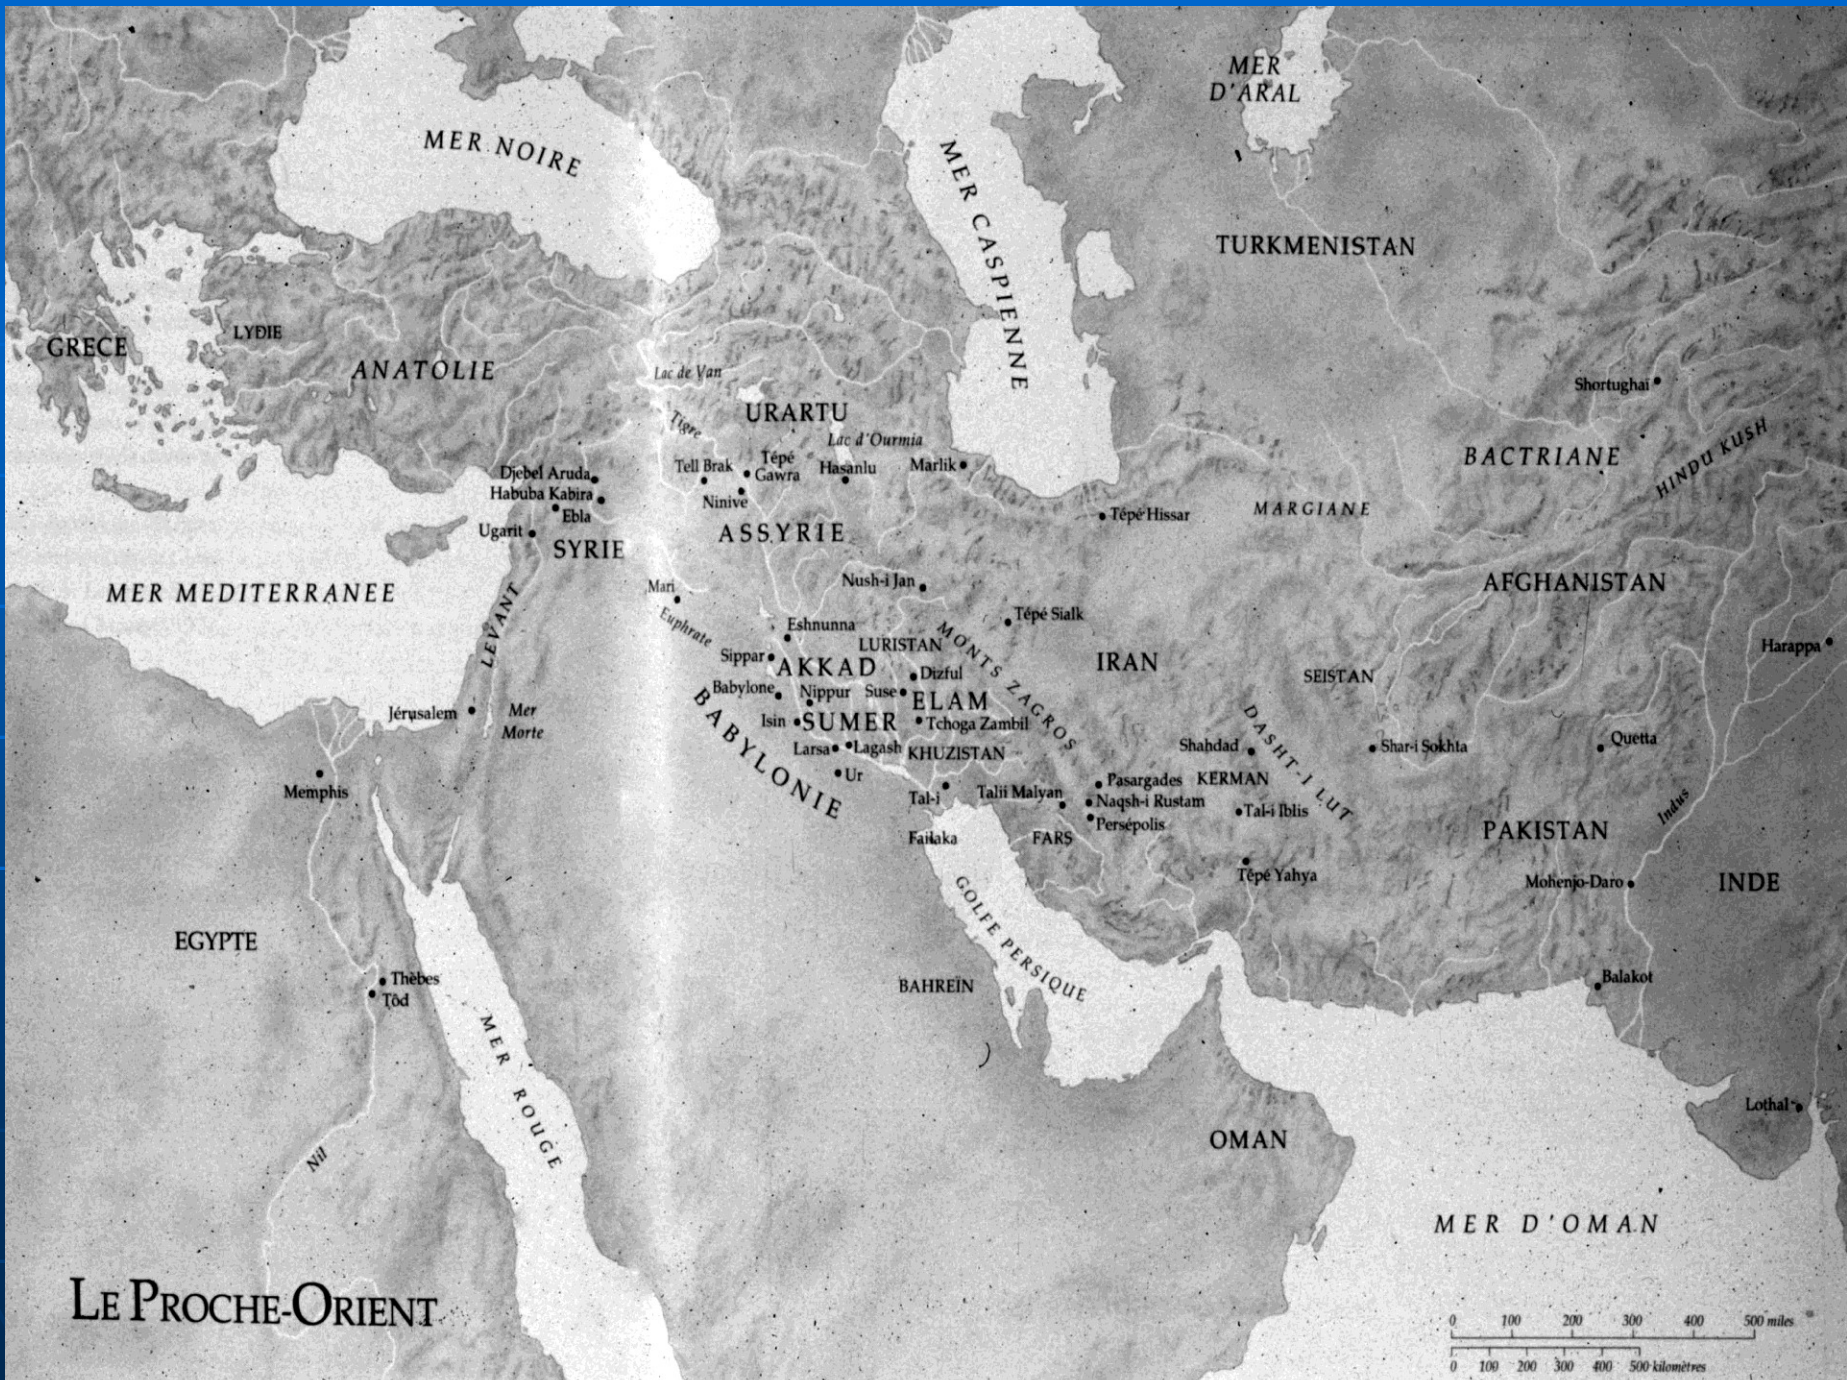 MER
D'ARAL
MER NOIRE
MER CASPIENNE
TURKMENISTAN
LYDIE
GRECE
ANATOLIE
Lac de Van
Shortughaï
URARTU
Tigre
Lac d'Ourmia
BACTRIANE
HINDU KUSH
Tépé
Gawra
Tell Brak
Hasanlu
Marlik
Djebel Aruda
Habuba Kabira
Ninive
Ebla
MARGIANE
Tépé Hissar
Ugarit
ASSYRIE
SYRIE
Nush-i Jan
AFGHANISTAN
MER MEDITERRANEE
Mari
LEVANT
Euphrate
Tépé Sialk
Eshnunna
MONTS ZAGROS
LURISTAN
Harappa
Sippar
AKKAD
IRAN
Dizful
SEISTAN
Babylone
Nippur
Suse
ELAM
BABYLONIE
Jérusalem
Mer
Morte
Isin
SUMER
Tchoga Zambil
DASHT-I LUT
Larsa
Lagash
KHUZISTAN
Shahdad
Shar-i Sokhta
Quetta
Ur
Memphis
Tal-i
Talii Malyan
Pasargades
KERMAN
Naqsh-i Rustam
Tal-i Iblis
Indus
Persépolis
Failaka
FARS
PAKISTAN
Tépé Yahya
Mohenjo-Daro
INDE
GOLFE PERSIQUE
EGYPTE
Thèbes
Tôd
BAHREÏN
Balakot
MER ROUGE
Lothal
OMAN
Nil
MER D'OMAN
LE PROCHE-ORIENT
0 100 200 300 400 500 miles
0 100 200 300 400 500 kilomètres